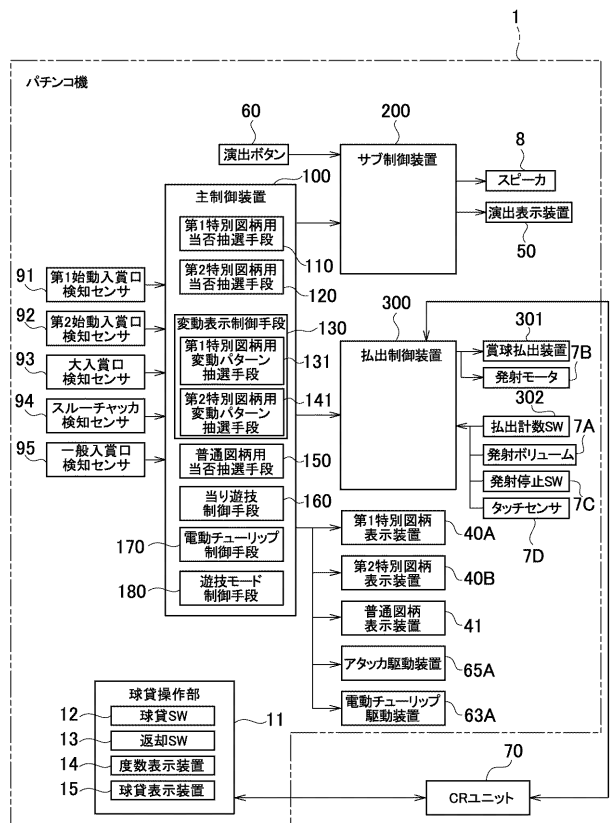 1
パチンコ機
60
演出ボタン
200
サブ制御装置
8
スピーカ
演出表示装置
50
100
主制御装置
第1特別図柄用
当否抽選手段
110
第2特別図柄用
当否抽選手段
120
変動表示制御手段
130
第1特別図柄用
変動パターン
抽選手段
131
第2特別図柄用
変動パターン
抽選手段
141
普通図柄用
当否抽選手段
150
当り遊技
制御手段
160
170
電動チューリップ
制御手段
180
遊技モード
制御手段
91
第1始動入賞口
検知センサ
92
第2始動入賞口
検知センサ
93
大入賞口
検知センサ
94
スルーチャッカ
検知センサ
95
一般入賞口
検知センサ
300
払出制御装置
301
賞球払出装置
7B
発射モータ
302
払出計数SW
7A
発射ボリューム
発射停止SW
7C
タッチセンサ
7D
第1特別図柄
表示装置
40A
第2特別図柄
表示装置
40B
普通図柄
表示装置
41
アタッカ駆動装置
65A
電動チューリップ
駆動装置
63A
球貸操作部
11
12
球貸SW
13
返却SW
14
度数表示装置
15
球貸表示装置
70
CRユニット